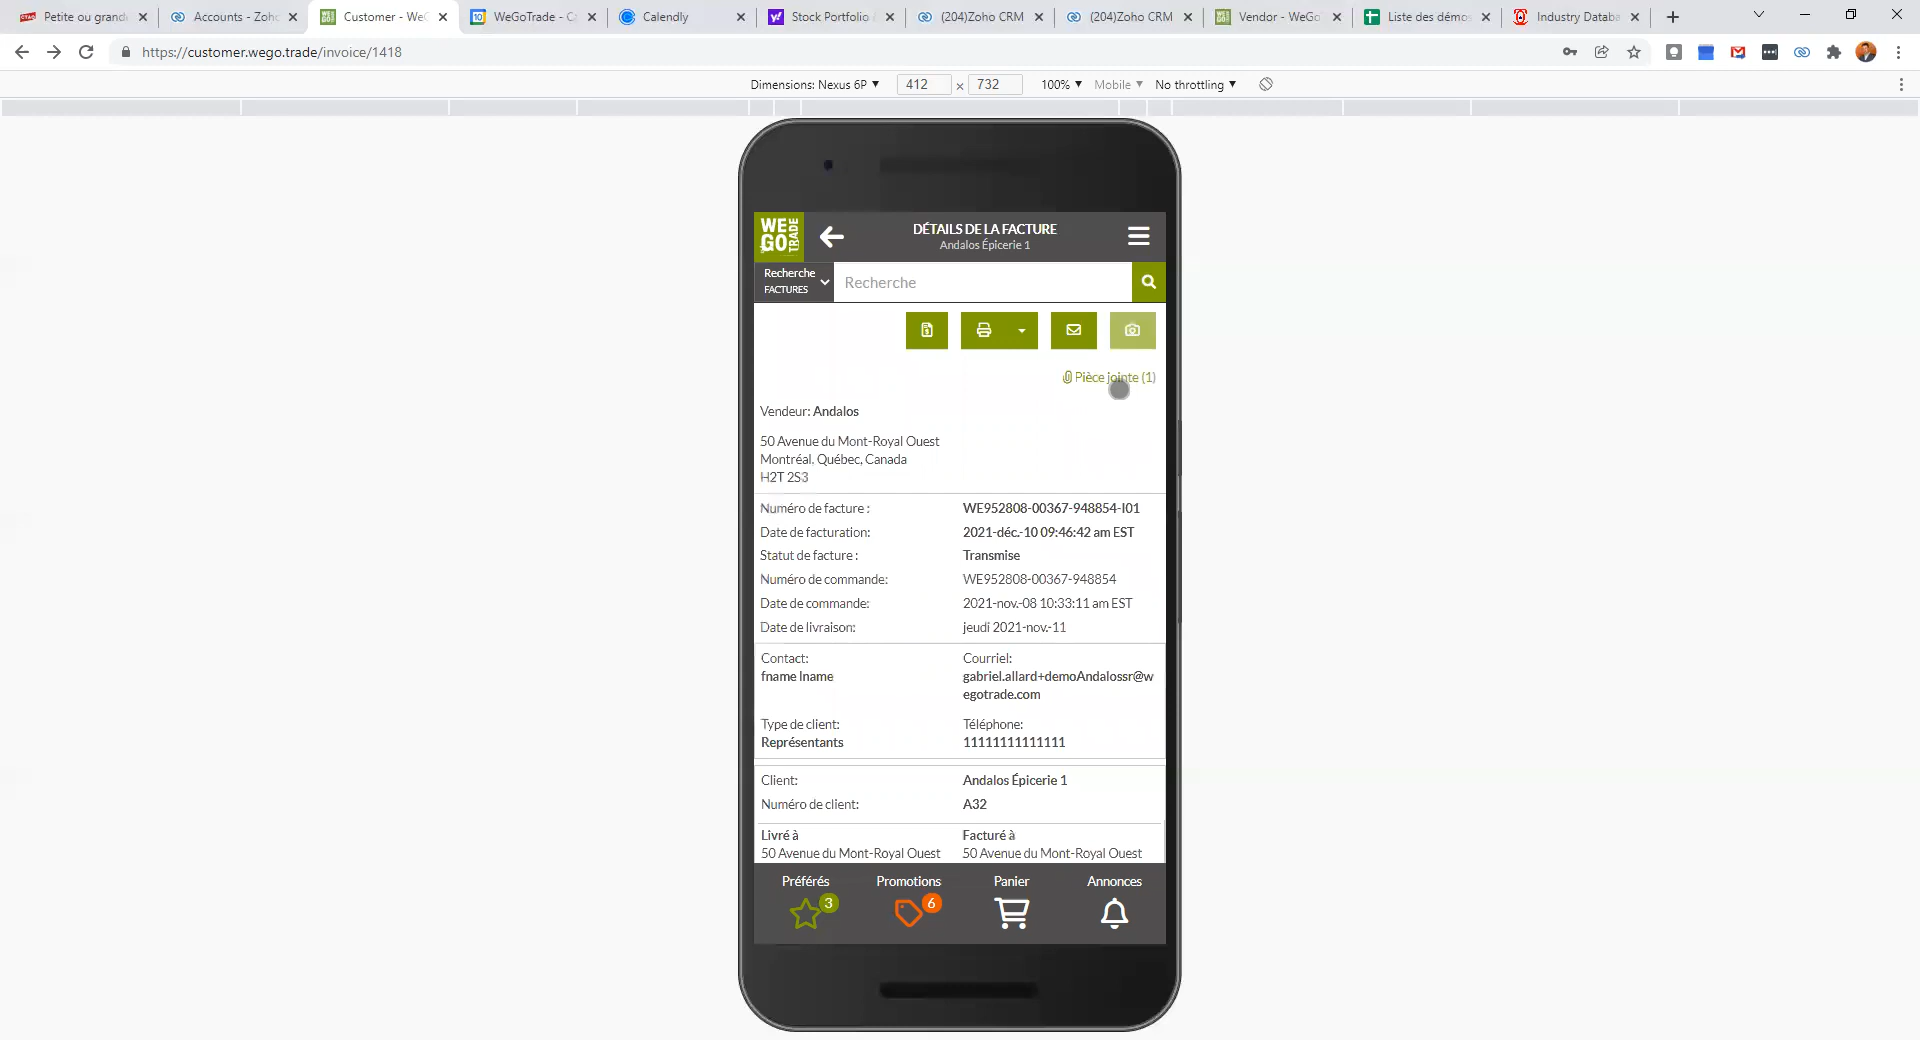 Petite ou grand
Accounts - Zoho
Customer - WeG
WeGoTrade - Ca
Calendly
Stock Portfolio
(204)Zoho CRM
(204)Zoho CRM
Vendor - WeGo
Liste des démos
Industry Databa
https://customer.wego.trade/invoice/1418
Dimensions: Nexus 6P
412 x 732
100%
Mobile
No throttling
WE GO TRADE
DÉTAILS DE LA FACTURE
Andalos Épicerie 1
Recherche
FACTURES
Recherche
Pièce jointe (1)
Vendeur: Andalos
50 Avenue du Mont-Royal Ouest
Montréal, Québec, Canada
H2T 2S3
Numéro de facture : WE952808-00367-948854-I01
Date de facturation: 2021-déc.-10 09:46:42 am EST
Statut de facture : Transmise
Numéro de commande: WE952808-00367-948854
Date de commande: 2021-nov.-08 10:33:11 am EST
Date de livraison: jeudi 2021-nov.-11
Contact: Courriel:
fname lname gabriel.allard+demoAndalossr@w
egotrade.com
Type de client: Téléphone:
Représentants 11111111111111
Client: Andalos Épicerie 1
Numéro de client: A32
Livré à Facturé à
50 Avenue du Mont-Royal Ouest 50 Avenue du Mont-Royal Ouest
Préférés Promotions Panier Annonces
3 6